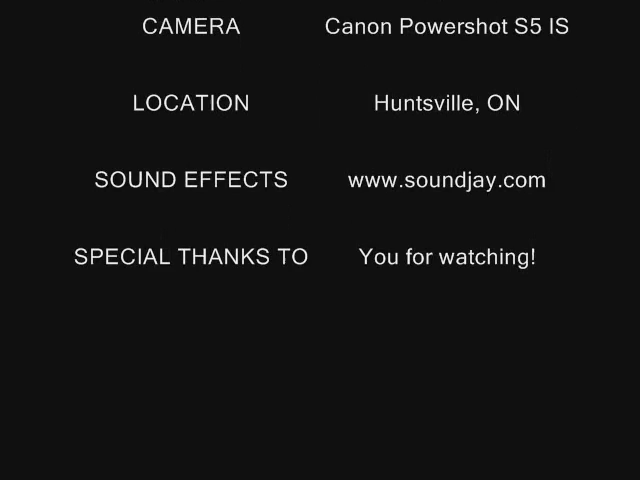 CAMERA Canon Powershot S5 IS
LOCATION Huntsville, ON
SOUND EFFECTS www.soundjay.com
SPECIAL THANKS TO You for watching!